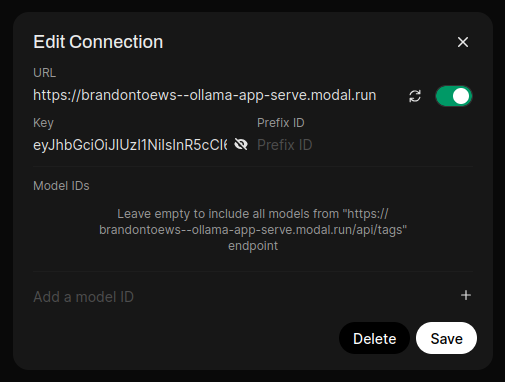 Edit Connection
URL
https://brandontoews--ollama-app-serve.modal.run
Key
Prefix ID
Prefix ID
Model IDs
Leave empty to include all models from "https://
brandontoews--ollama-app-serve.modal.run/api/tags"
endpoint
Add a model ID
Delete
Save